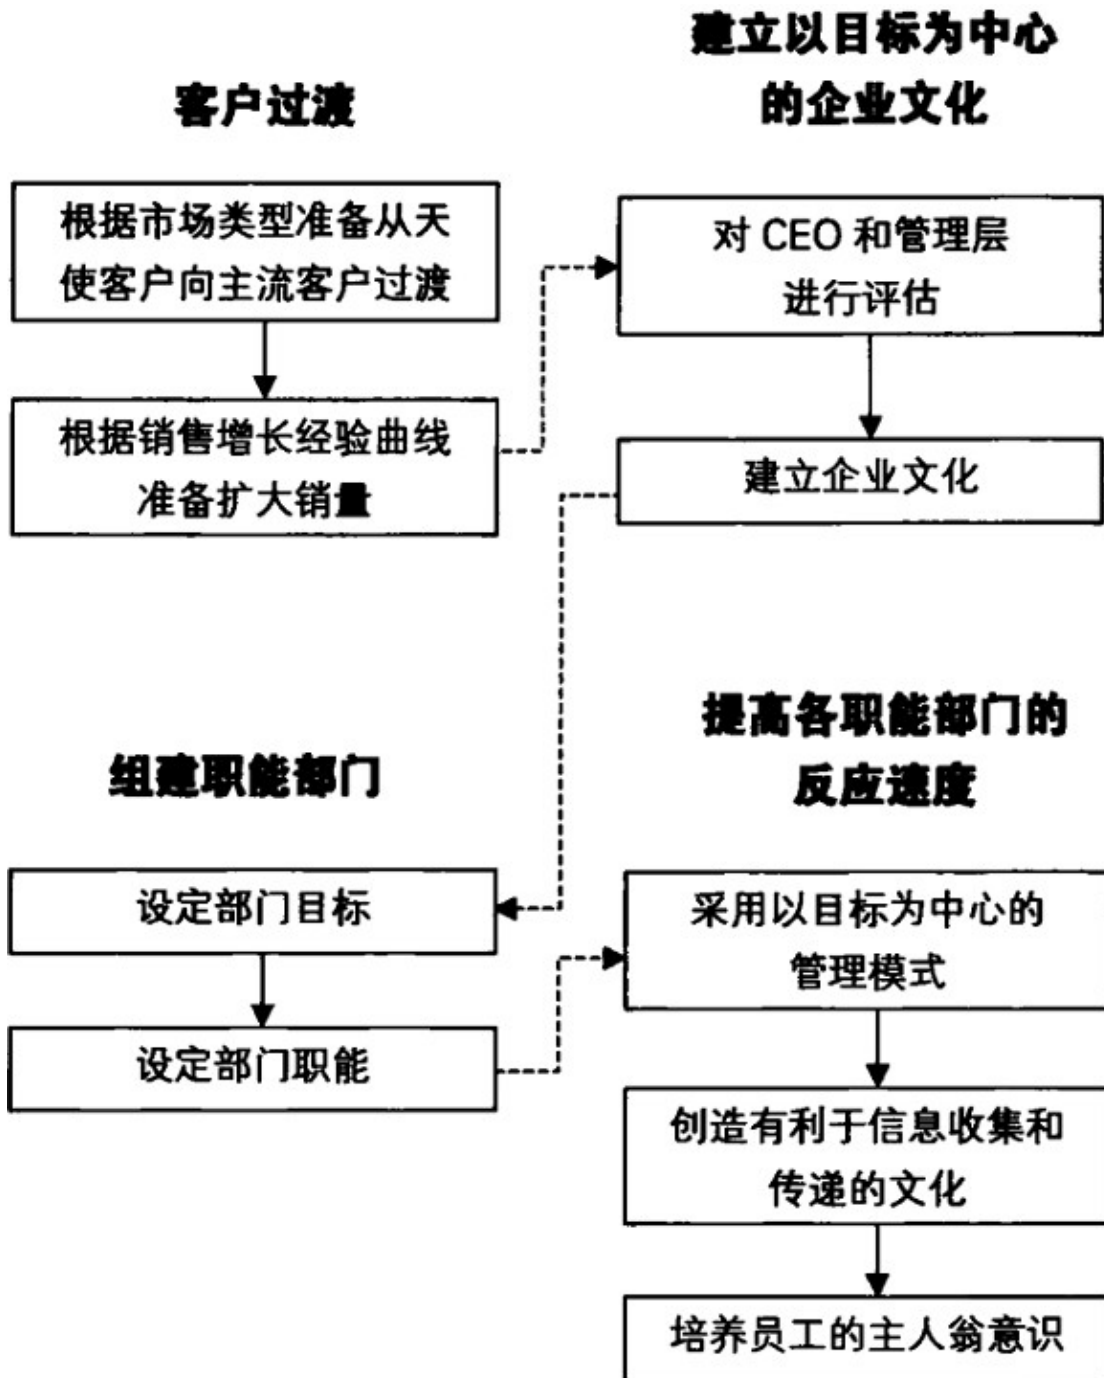 客户过渡
根据市场类型准备从天
使客户向主流客户过渡
根据销售增长经验曲线
准备扩大销量
建立以目标为中心
的企业文化
对 CEO 和管理层
进行评估
建立企业文化
组建职能部门
设定部门目标
设定部门职能
提高各职能部门的
反应速度
采用以目标为中心的
管理模式
创造有利于信息收集和
传递的文化
培养员工的主人翁意识